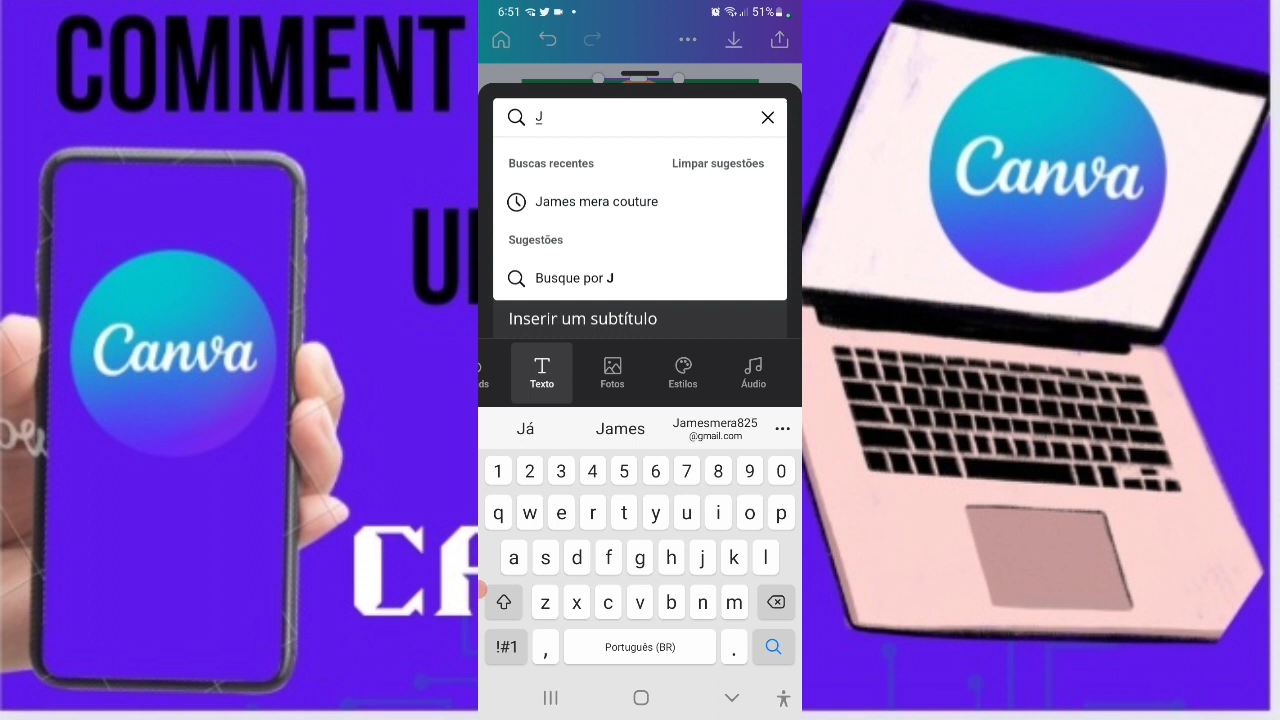 COMMENT
Canva
6:51
51%
J
Buscas recentes
Limpar sugestões
James mera couture
Sugestões
Busque por J
Inserir um subtítulo
ds
Texto
Fotos
Estilos
Áudio
Já
James
Jamesmera825
@gmail.com
1 2 3 4 5 6 7 8 9 0
q w e r t y u i o p
a s d f g h j k l
z x c v b n m
!#1 , Português (BR) .
Canva